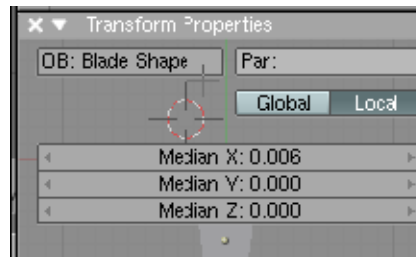 Transform Properties
OB: Blade Shape Par:
Global Local
Median X: 0.006
Median Y: 0.000
Median Z: 0.000